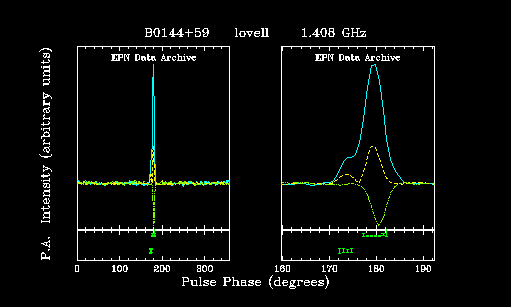 B0144+59 lovell 1.408 GHz
EPN Data Archive EPN Data Archive
P.A. Intensity (arbitrary units)
0 100 200 300 160 170 180 190
Pulse Phase (degrees)